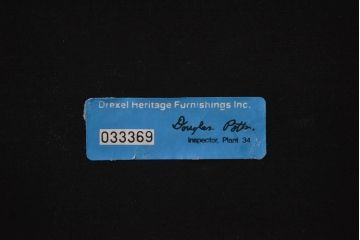 Drexel Heritage Furnishings Inc.
033369
Douglas Potts.
Inspector, Plant 34